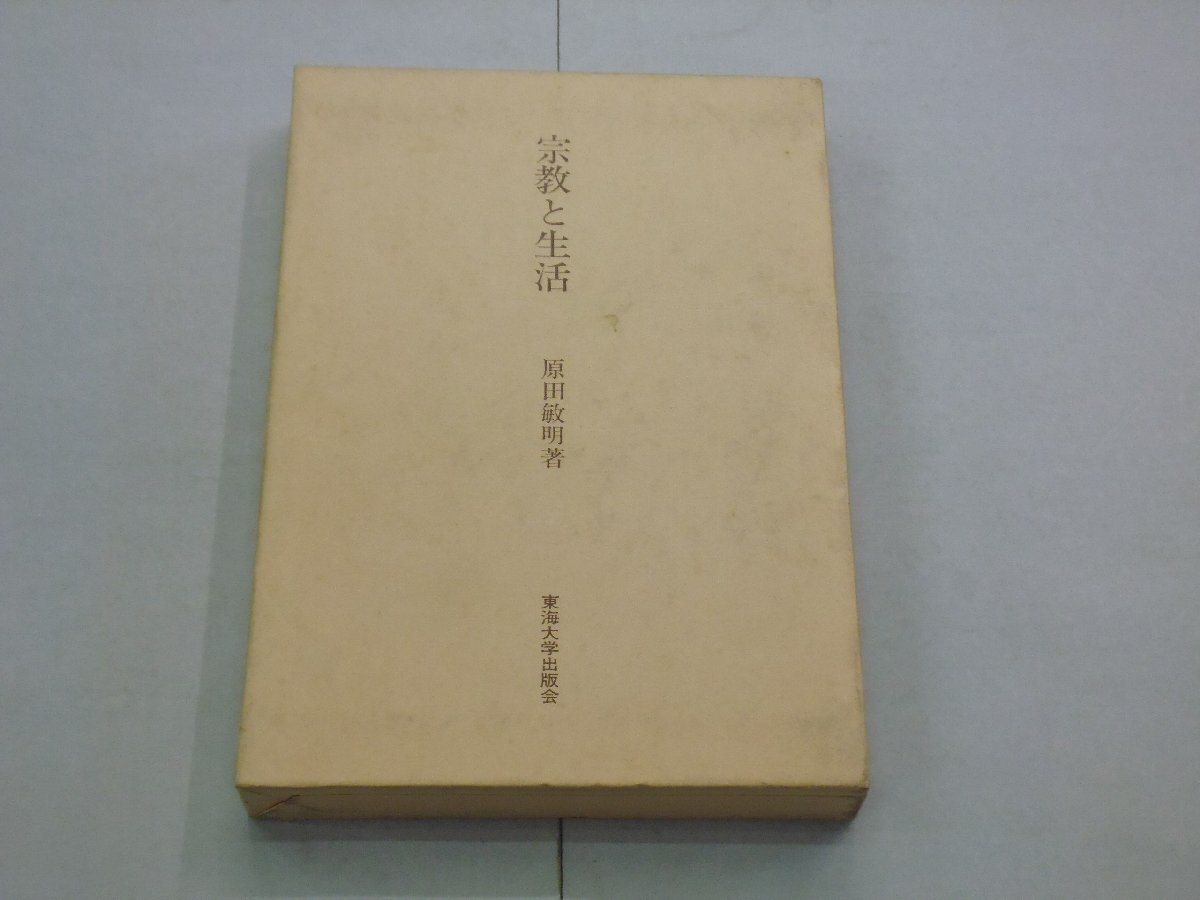 宗教と生活
原田敏明著
東海大学出版会